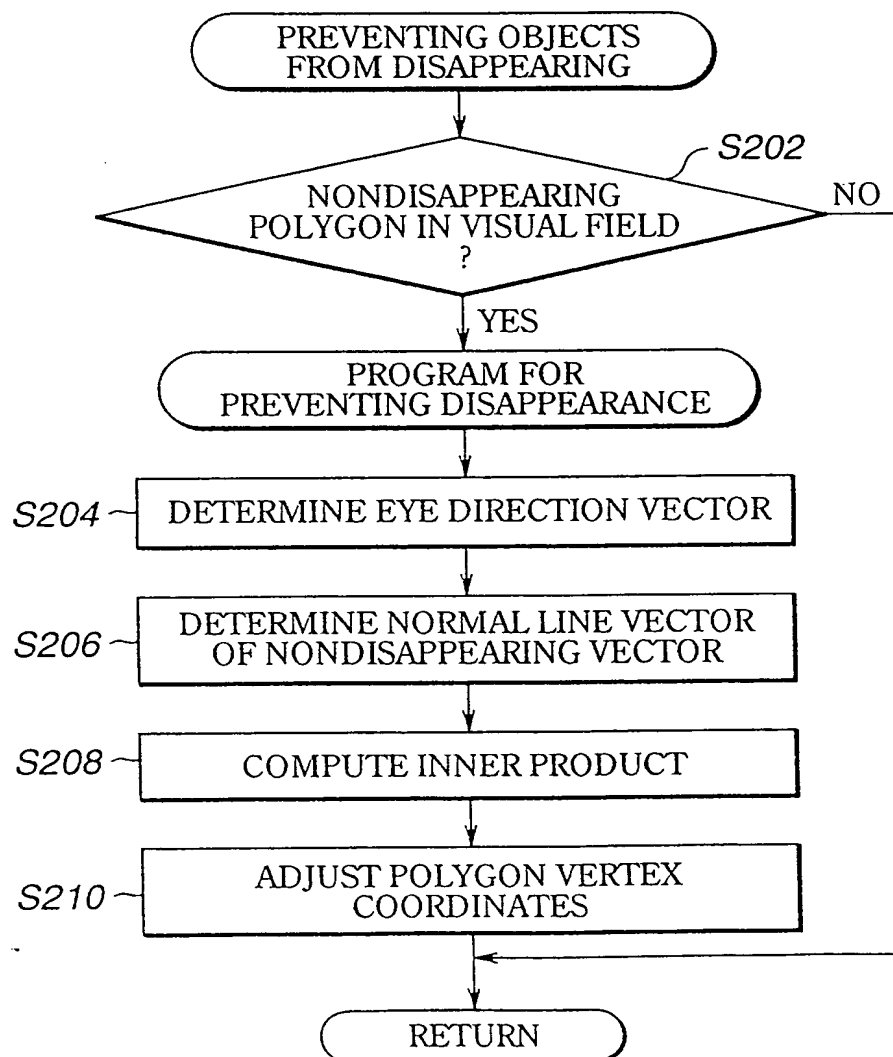 PREVENTING OBJECTS
FROM DISAPPEARING
S202
NONDISAPPEARING
POLYGON IN VISUAL FIELD
?
NO
YES
PROGRAM FOR
PREVENTING DISAPPEARANCE
S204
DETERMINE EYE DIRECTION VECTOR
S206
DETERMINE NORMAL LINE VECTOR
OF NONDISAPPEARING VECTOR
S208
COMPUTE INNER PRODUCT
S210
ADJUST POLYGON VERTEX
COORDINATES
RETURN